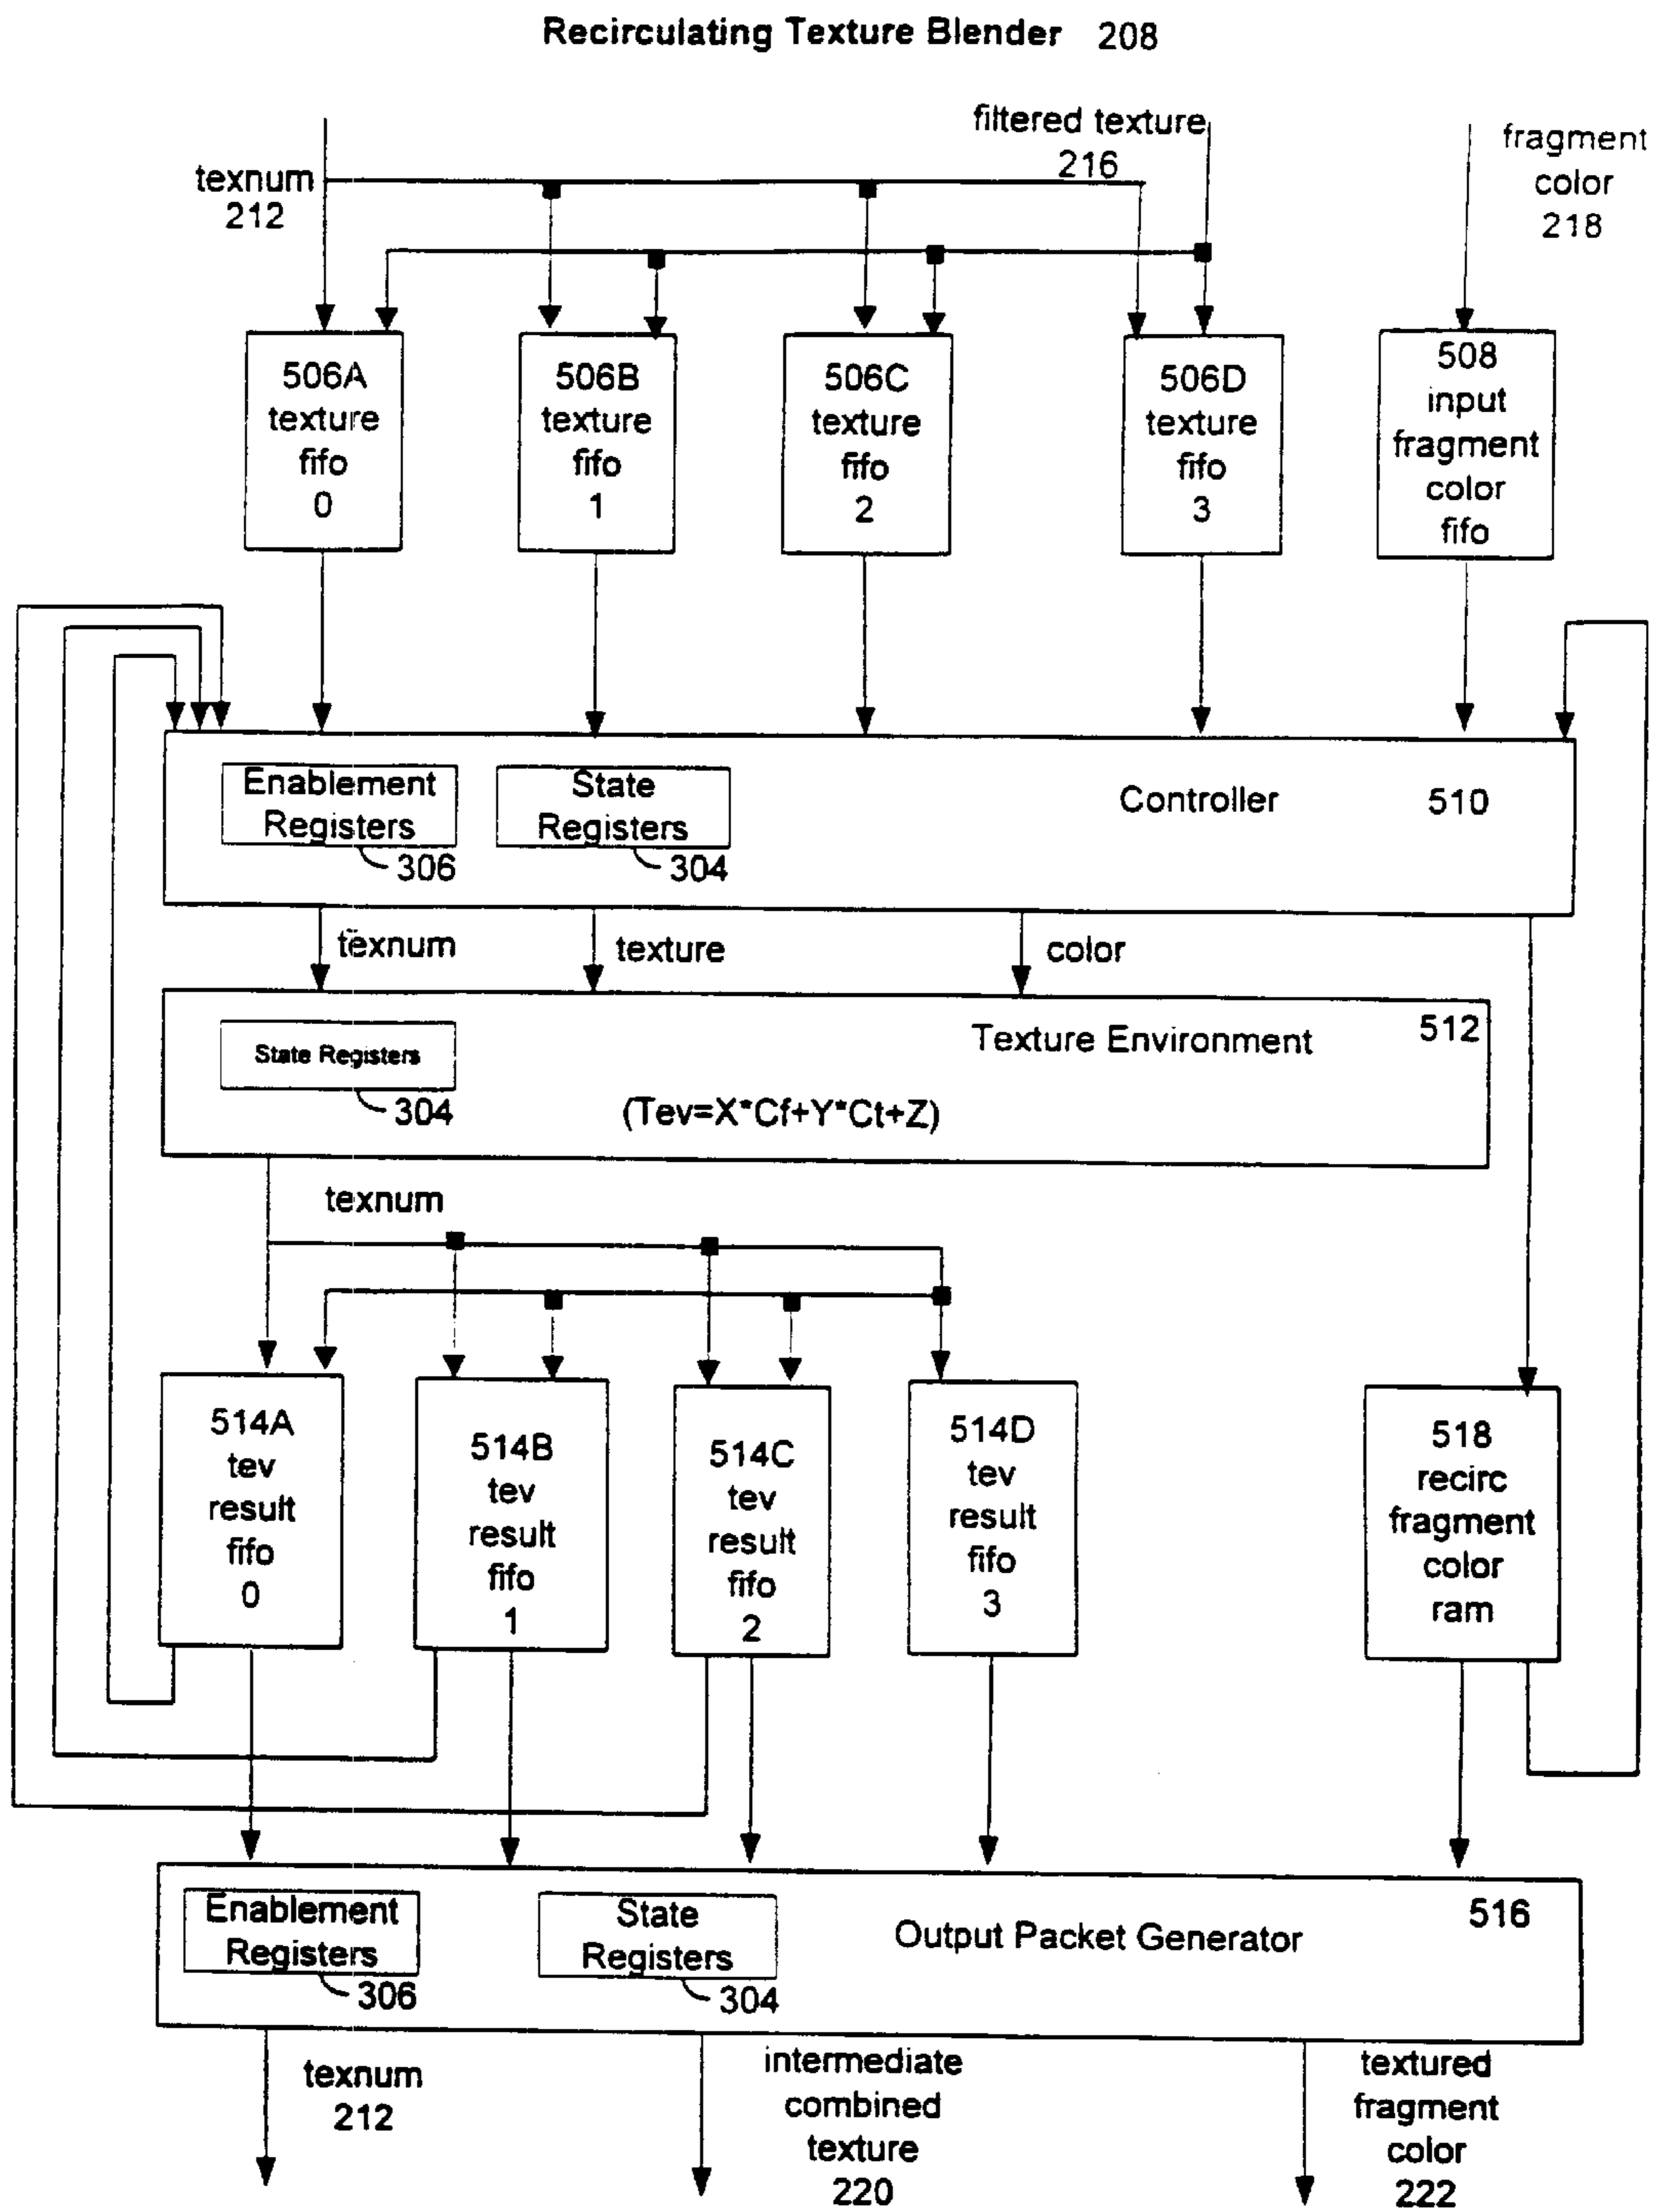 Recirculating Texture Blender 208
texnum
212
filtered texture
216
fragment
color
218
506A
texture
fifo
0
506B
texture
fifo
1
506C
texture
fifo
2
506D
texture
fifo
3
508
input
fragment
color
fifo
Enablement
Registers
306
State
Registers
304
Controller 510
texnum
texture
color
State Registers
304
Texture Environment 512
(Tev=X*Cf+Y*Ct+Z)
texnum
514A
tev
result
fifo
0
514B
tev
result
fifo
1
514C
tev
result
fifo
2
514D
tev
result
fifo
3
518
recirc
fragment
color
ram
Enablement
Registers
306
State
Registers
304
Output Packet Generator 516
texnum
212
intermediate
combined
texture
220
textured
fragment
color
222